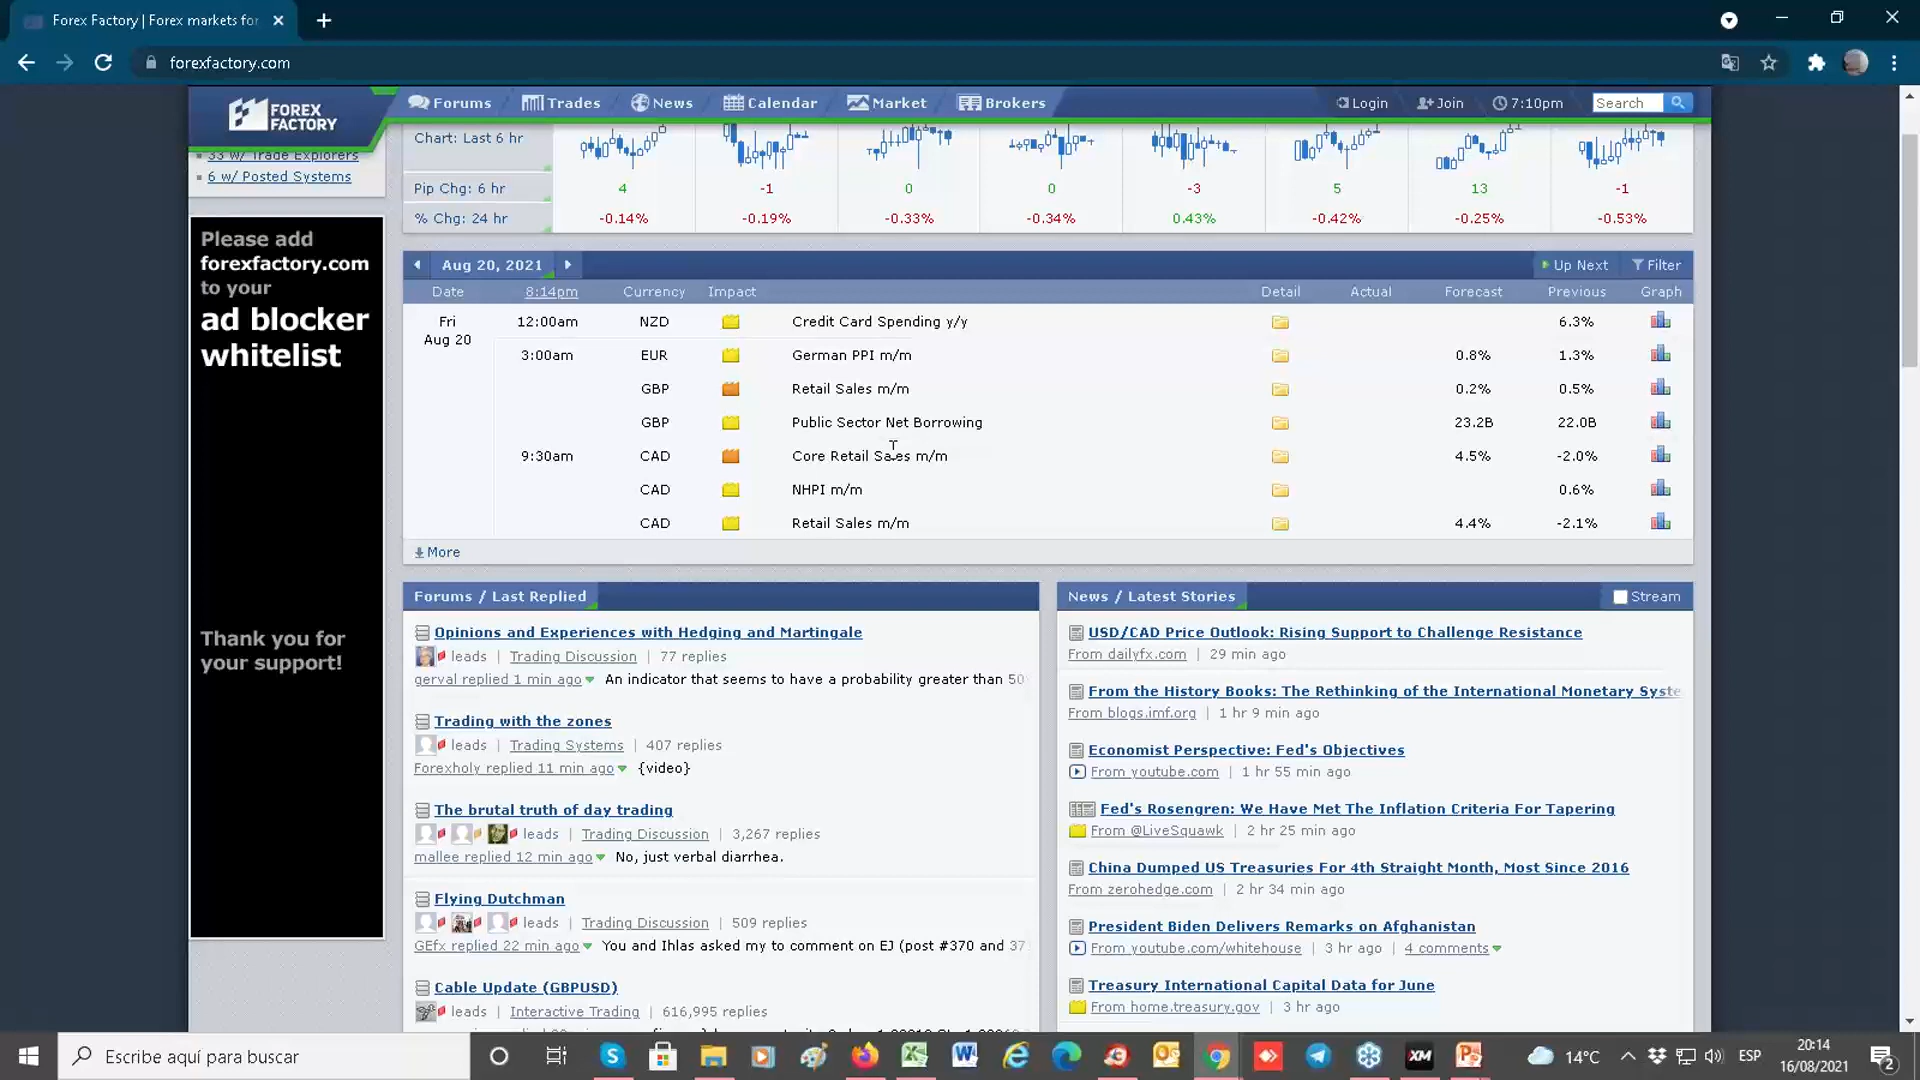 Forex Factory | Forex markets for
forexfactory.com
FOREX FACTORY
Forums Trades News Calendar Market Brokers Login Join 7:10pm Search
33 w/ Trade Explorers
6 w/ Posted Systems
Please add
forexfactory.com
to your
ad blocker
whitelist
Thank you for
your support!
Chart: Last 6 hr
Pip Chg: 6 hr 4 -1 0 0 -3 5 13 -1
% Chg: 24 hr -0.14% -0.19% -0.33% -0.34% 0.43% -0.42% -0.25% -0.53%
Aug 20, 2021 Up Next Filter
Date 8:14pm Currency Impact Detail Actual Forecast Previous Graph
Fri
Aug 20
12:00am NZD Credit Card Spending y/y 6.3%
3:00am EUR German PPI m/m 0.8% 1.3%
GBP Retail Sales m/m 0.2% 0.5%
GBP Public Sector Net Borrowing 23.2B 22.0B
9:30am CAD Core Retail Sales m/m 4.5% -2.0%
CAD NHPI m/m 0.6%
CAD Retail Sales m/m 4.4% -2.1%
More
Forums / Last Replied
Opinions and Experiences with Hedging and Martingale
leads | Trading Discussion | 77 replies
gerval replied 1 min ago An indicator that seems to have a probability greater than 50
Trading with the zones
leads | Trading Systems | 407 replies
Forexholy replied 11 min ago {video}
The brutal truth of day trading
leads | Trading Discussion | 3,267 replies
mallee replied 12 min ago No, just verbal diarrhea.
Flying Dutchman
leads | Trading Discussion | 509 replies
GEfx replied 22 min ago You and Ihlas asked my to comment on EJ (post #370 and 37
Cable Update (GBPUSD)
leads | Interactive Trading | 616,995 replies
News / Latest Stories Stream
USD/CAD Price Outlook: Rising Support to Challenge Resistance
From dailyfx.com | 29 min ago
From the History Books: The Rethinking of the International Monetary Syste
From blogs.imf.org | 1 hr 9 min ago
Economist Perspective: Fed's Objectives
From youtube.com | 1 hr 55 min ago
Fed's Rosengren: We Have Met The Inflation Criteria For Tapering
From @LiveSquawk | 2 hr 25 min ago
China Dumped US Treasuries For 4th Straight Month, Most Since 2016
From zerohedge.com | 2 hr 34 min ago
President Biden Delivers Remarks on Afghanistan
From youtube.com/whitehouse | 3 hr ago | 4 comments
Treasury International Capital Data for June
From home.treasury.gov | 3 hr ago
Escribe aquí para buscar
XM
14°C
ESP
20:14
16/08/2021
2